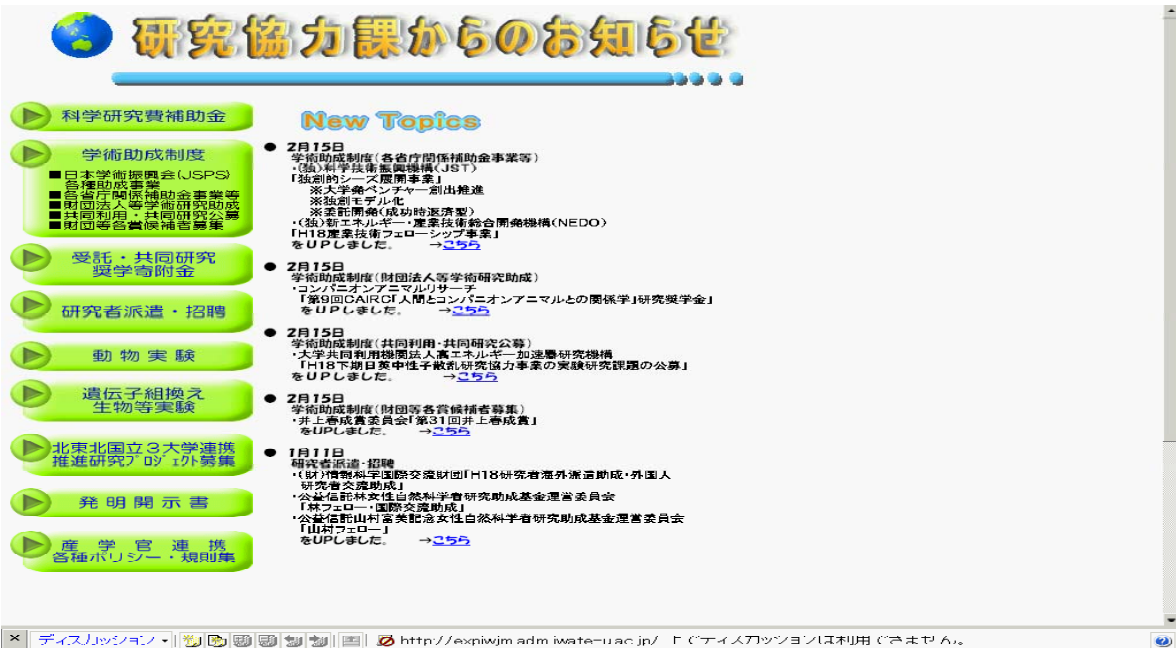 研究協力課からのお知らせ
科学研究費補助金
学術助成制度
■日本学術振興会(JSPS)
各種助成事業
■各省庁関係補助金事業等
■財団法人等学術研究助成
■共同利用・共同研究公募
■財団等各賞候補者募集
受託・共同研究
奨学寄附金
研究者派遣・招聘
動物実験
遺伝子組換え
生物等実験
北東北国立3大学連携
推進研究プロジェクト募集
発明開示書
産学官連携
各種ポリシー・規則集
New Topics
● 2月15日
学術助成制度(各省庁関係補助金事業等)
・(独)科学技術振興機構(JST)
「独創的シーズ展開事業」
※大学発ベンチャー創出推進
※独創モデル化
※委託開発(成功時返済型)
・(独)新エネルギー・産業技術総合開発機構(NEDO)
「H18産業技術フェローシップ事業」
をUPしました。 →こちら
● 2月15日
学術助成制度(財団法人等学術研究助成)
・コンパニオンアニマルリサーチ
「第9回CAIRC「人間とコンパニオンアニマルとの関係学」研究奨学金」
をUPしました。 →こちら
● 2月15日
学術助成制度(共同利用・共同研究公募)
・大学共同利用機関法人高エネルギー加速器研究機構
「H18下期日英中性子散乱研究協力事業の実験研究課題の公募」
をUPしました。 →こちら
● 2月15日
学術助成制度(財団等各賞候補者募集)
・井上春成賞委員会「第31回井上春成賞」
をUPしました。 →こちら
● 1月11日
研究者派遣・招聘
・(財)情報科学国際交流財団「H18研究者海外派遣助成・外国人
研究者交流助成」
・公益信託林女性自然科学者研究助成基金運営委員会
「林フェロー・国際交流助成」
・公益信託山村富美記念女性自然科学者研究助成基金運営委員会
「山村フェロー」
をUPしました。 →こちら
ディスカッション http://expiwjm.adm.iwate-u.ac.jp/ 上でディスカッションは利用できません。